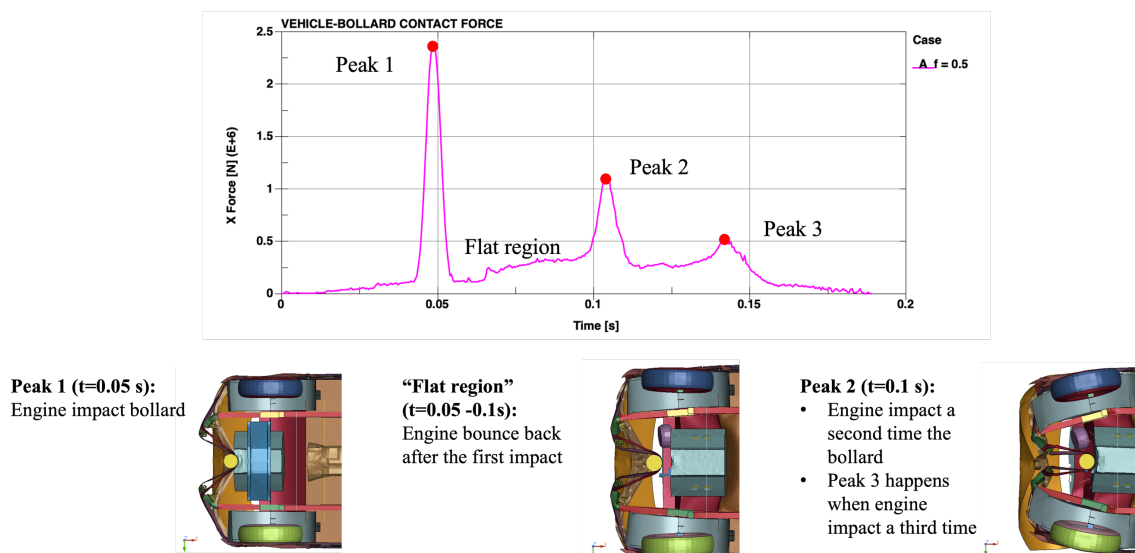 VEHICLE-BOLLARD CONTACT FORCE
2.5
2
1.5
1
0.5
0
X Force [N] (E+6)
Peak 1
Peak 2
Peak 3
Flat region
Case
A f = 0.5
0
0.05
0.1
0.15
0.2
Time [s]
Peak 1 (t=0.05 s):
Engine impact bollard
“Flat region”
(t=0.05 -0.1s):
Engine bounce back
after the first impact
Peak 2 (t=0.1 s):
• Engine impact a
second time the
bollard
• Peak 3 happens
when engine
impact a third time